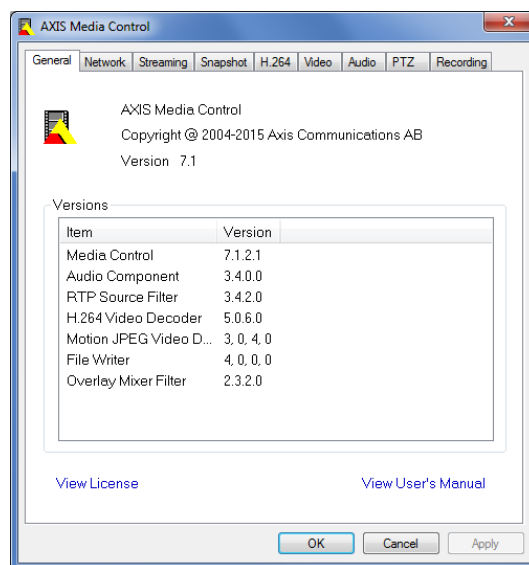 AXIS Media Control
General Network Streaming Snapshot H.264 Video Audio PTZ Recording
AXIS Media Control
Copyright @ 2004-2015 Axis Communications AB
Version 7.1
Versions
Item Version
Media Control 7.1.2.1
Audio Component 3.4.0.0
RTP Source Filter 3.4.2.0
H.264 Video Decoder 5.0.6.0
Motion JPEG Video D... 3, 0, 4, 0
File Writer 4, 0, 0, 0
Overlay Mixer Filter 2.3.2.0
View License View User's Manual
OK Cancel Apply